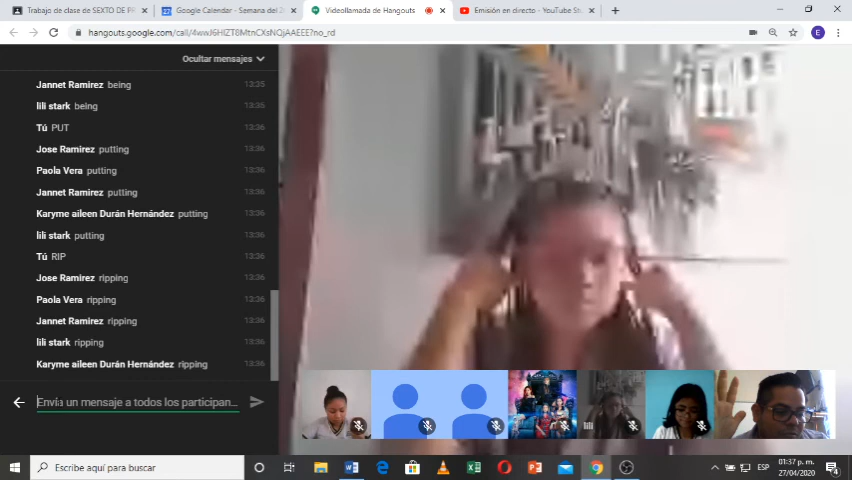 Trabajo de clase de SEXTO DE PR
Google Calendar - Semana del 2
Videollamada de Hangouts
Emisión en directo - YouTube Stu
hangouts.google.com/call/4wwJ6HIZT8MtnCXsNQjAAEEE?no_rd
E
Ocultar mensajes
Jannet Ramirez being 13:35
lili stark being 13:35
Tú PUT 13:36
Jose Ramírez putting 13:36
Paola Vera putting 13:36
Jannet Ramirez putting 13:36
Karyme aileen Durán Hernández putting 13:36
lili stark putting 13:36
Tú RIP 13:36
Jose Ramírez ripping 13:36
Paola Vera ripping 13:36
Jannet Ramirez ripping 13:36
lili stark ripping 13:36
Karyme aileen Durán Hernández ripping 13:36
Envía un mensaje a todos los participan...
lili
Escribe aquí para buscar
ESP
01:37 p. m.
27/04/2020
4